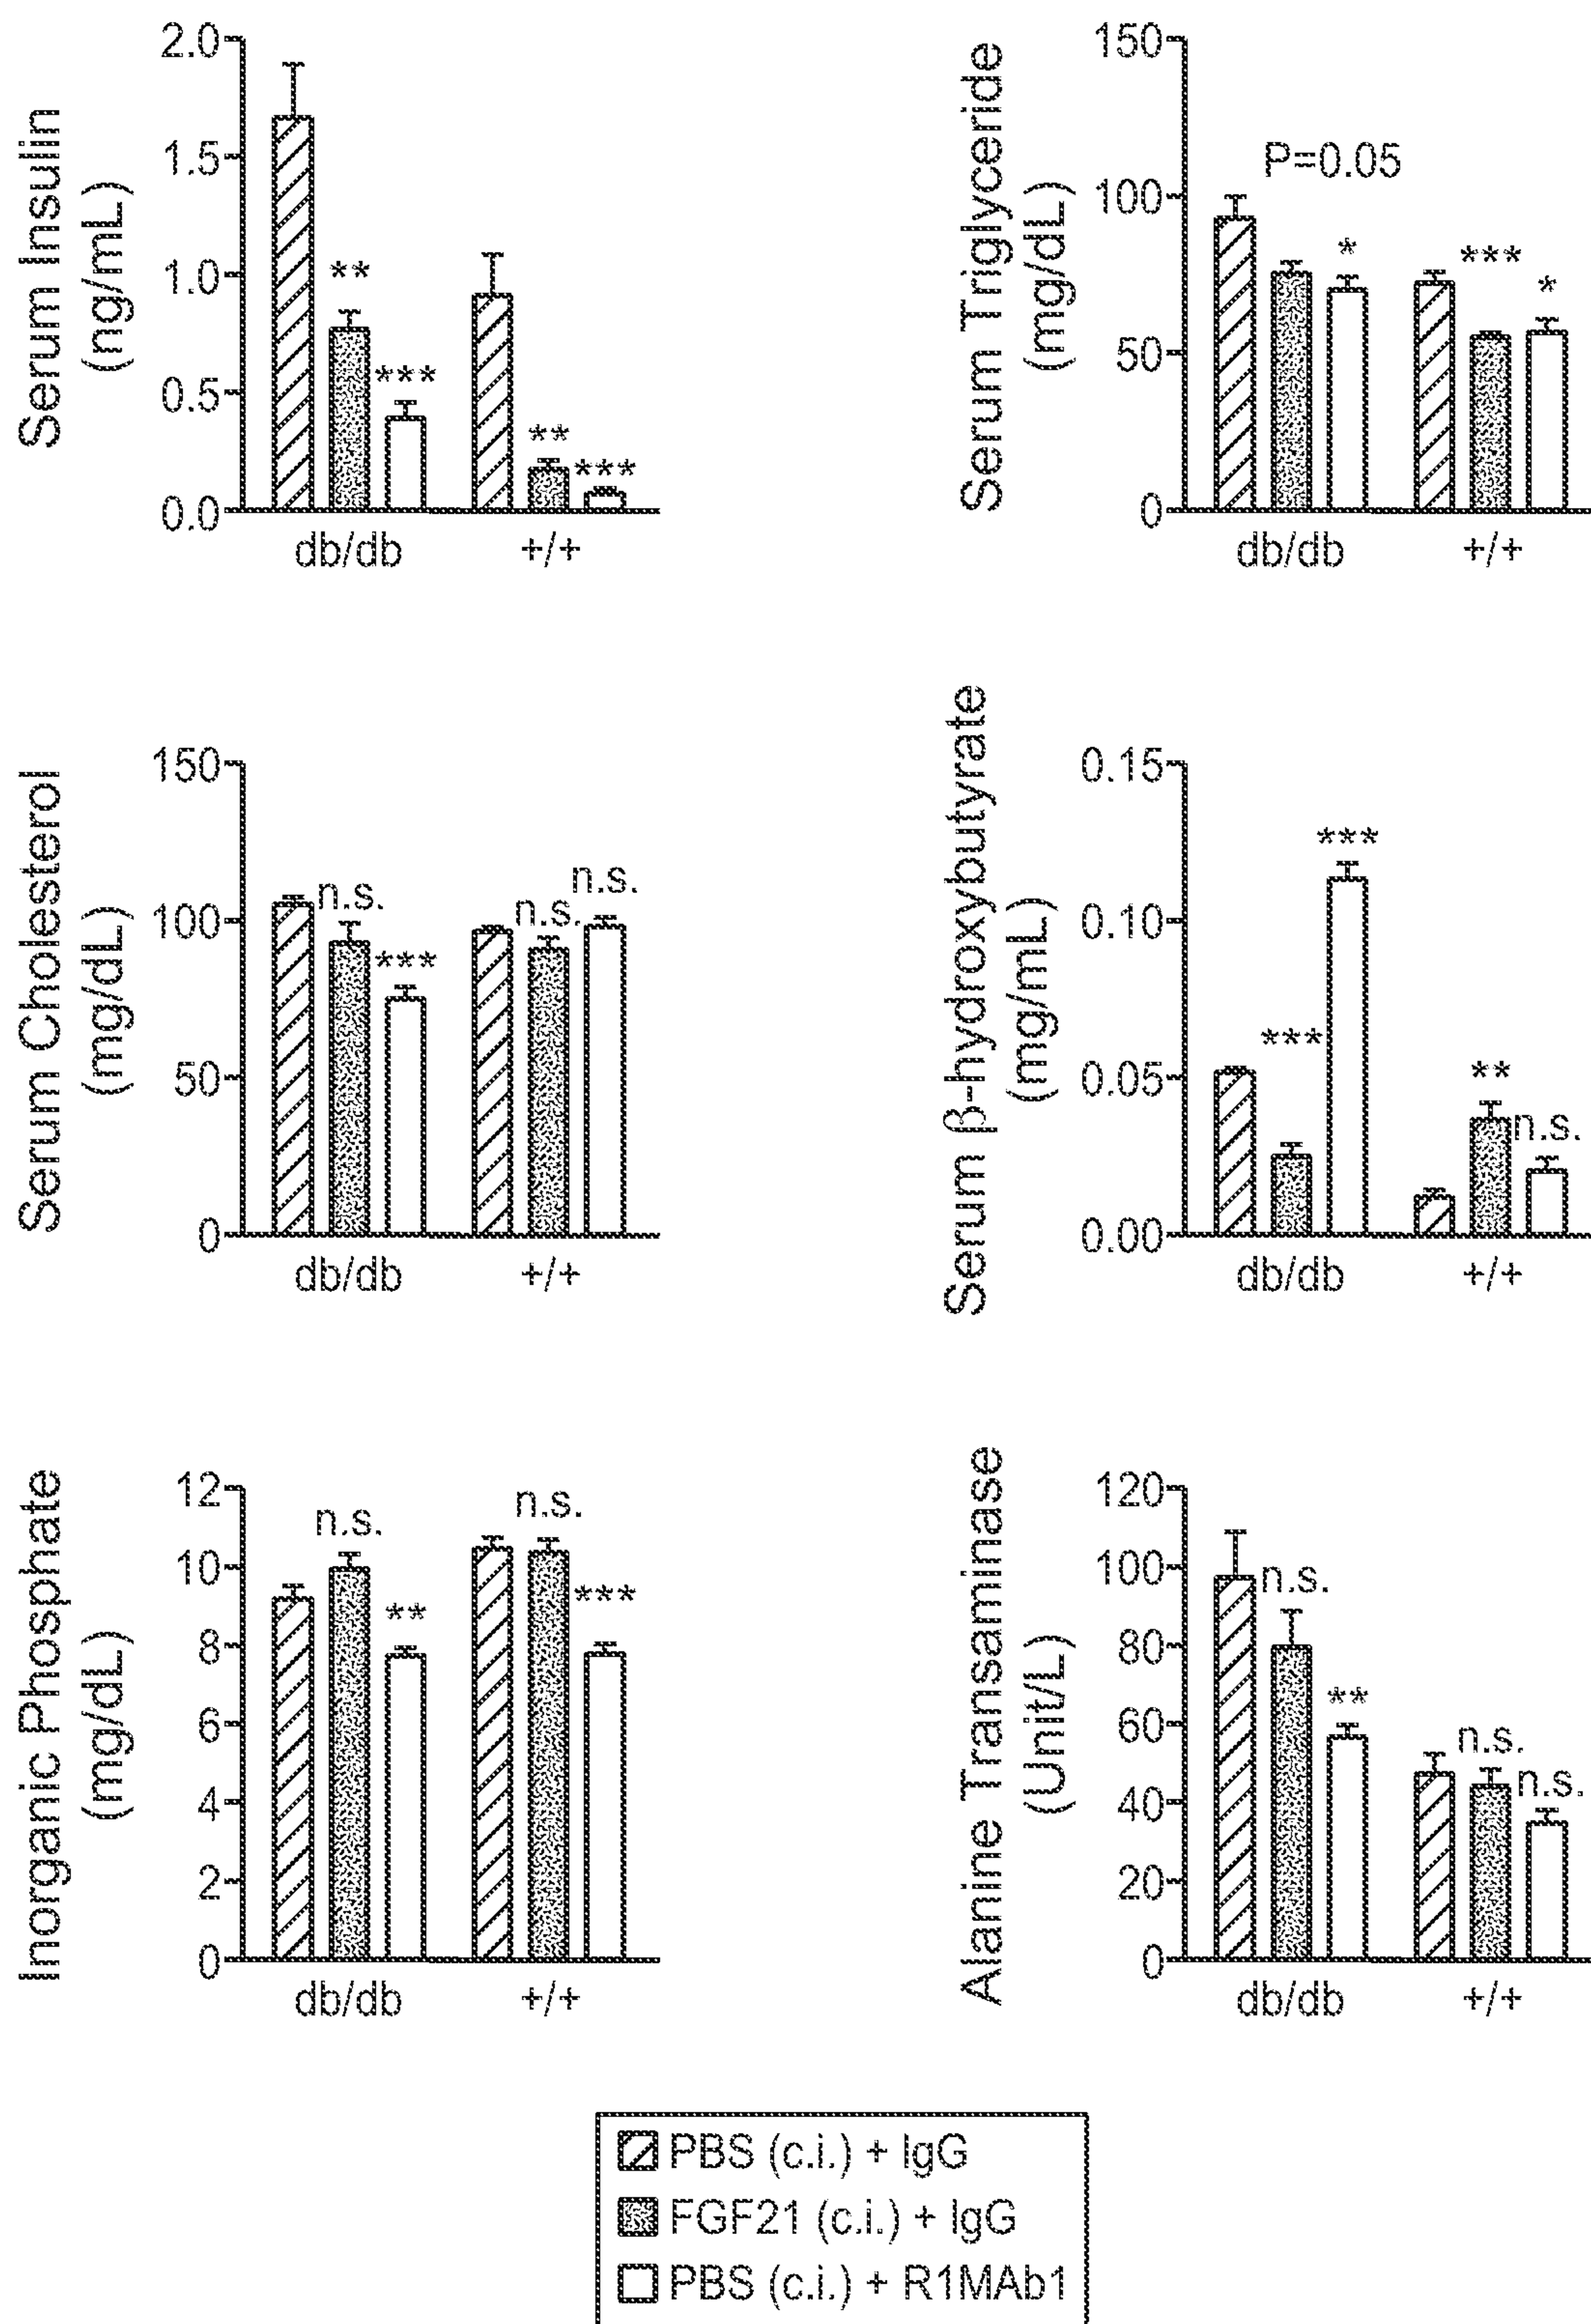 Serum Insulin
(ng/mL)
2.0
1.5
1.0
0.5
0.0
**
***
**
***
db/db
+/+
Serum Triglyceride
(mg/dL)
150
100
50
0
P=0.05
*
***
*
db/db
+/+
Serum Cholesterol
(mg/dL)
150
100
50
0
n.s.
***
n.s.
n.s.
db/db
+/+
Serum β-hydroxybutyrate
(mg/mL)
0.15
0.10
0.05
0.00
***
***
**
n.s.
db/db
+/+
Inorganic Phosphate
(mg/dL)
12
10
8
6
4
2
0
n.s.
**
n.s.
***
db/db
+/+
Alanine Transaminase
(Unit/L)
120
100
80
60
40
20
0
n.s.
**
n.s.
n.s.
db/db
+/+
PBS (c.i.) + IgG
FGF21 (c.i.) + IgG
PBS (c.i.) + R1MAb1